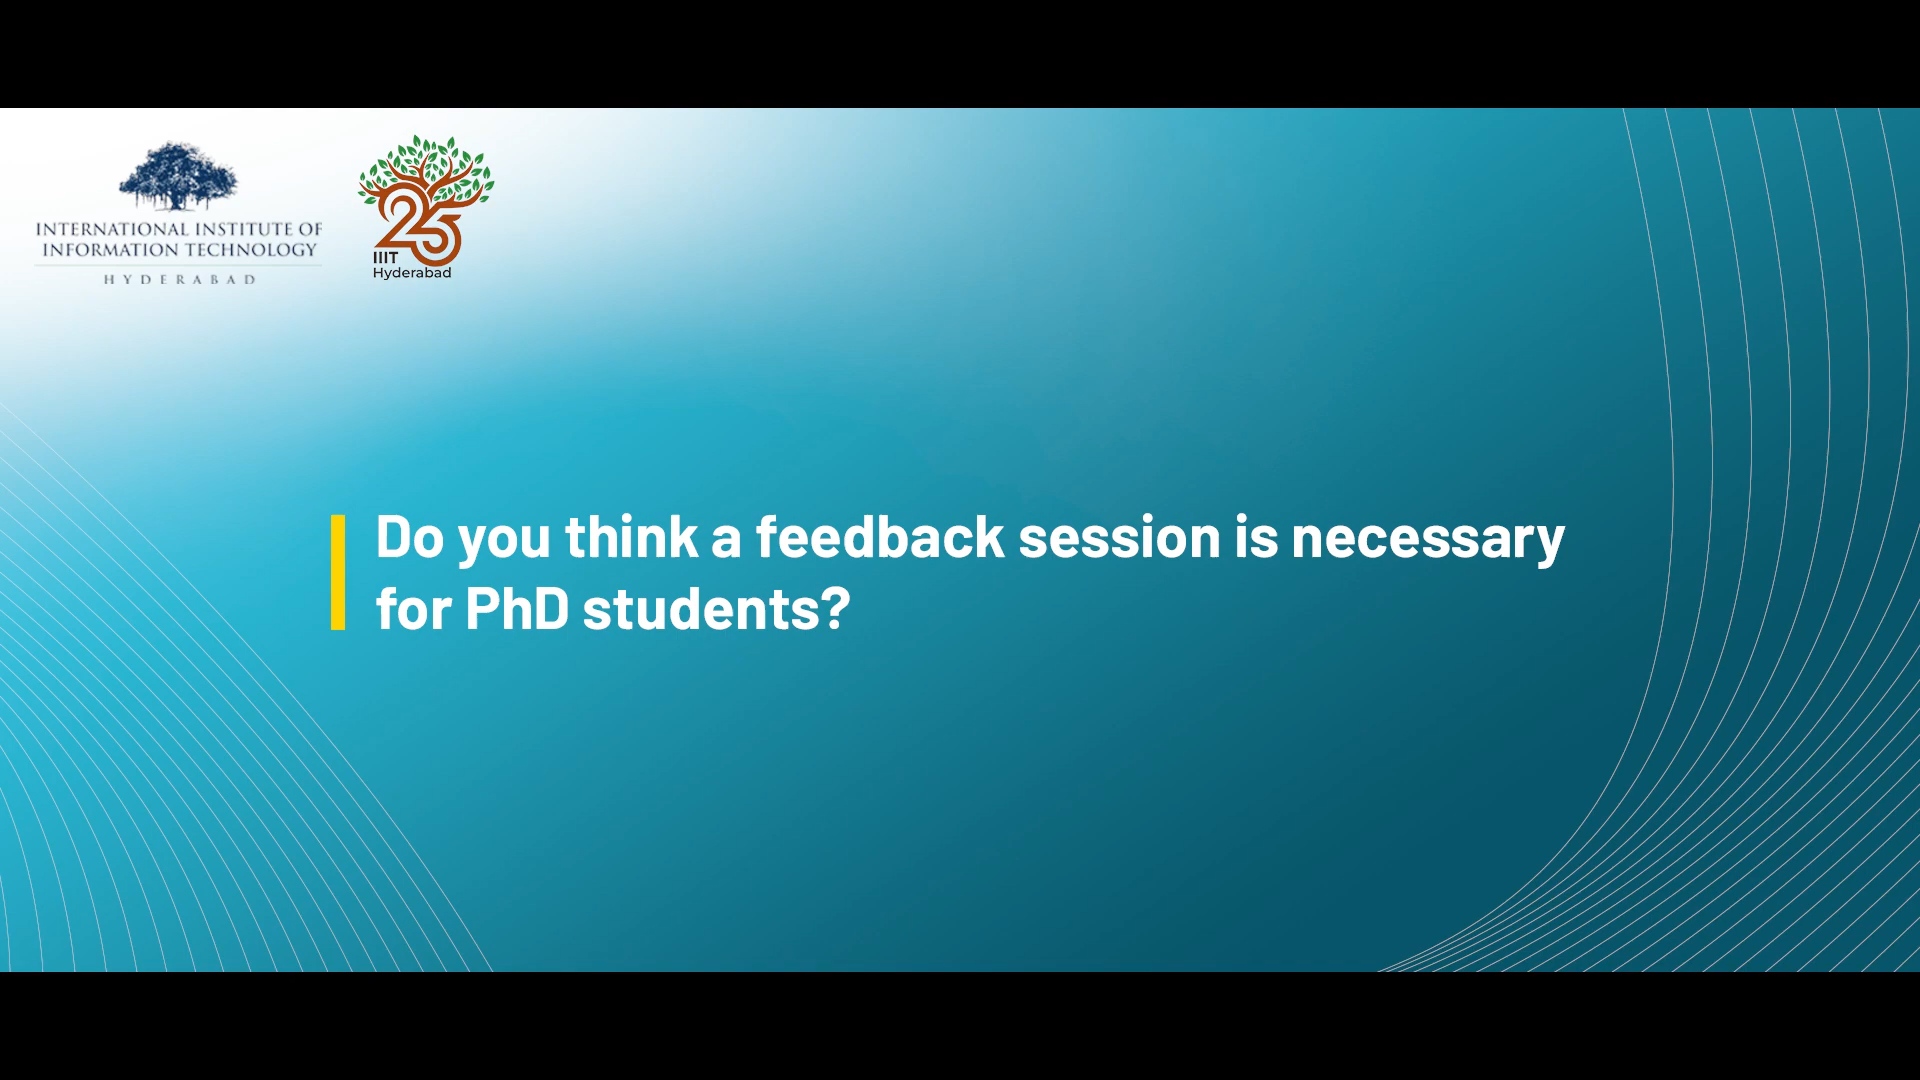 INTERNATIONAL INSTITUTE OF
INFORMATION TECHNOLOGY
HYDERABAD
25
IIIT
Hyderabad
Do you think a feedback session is necessary
for PhD students?